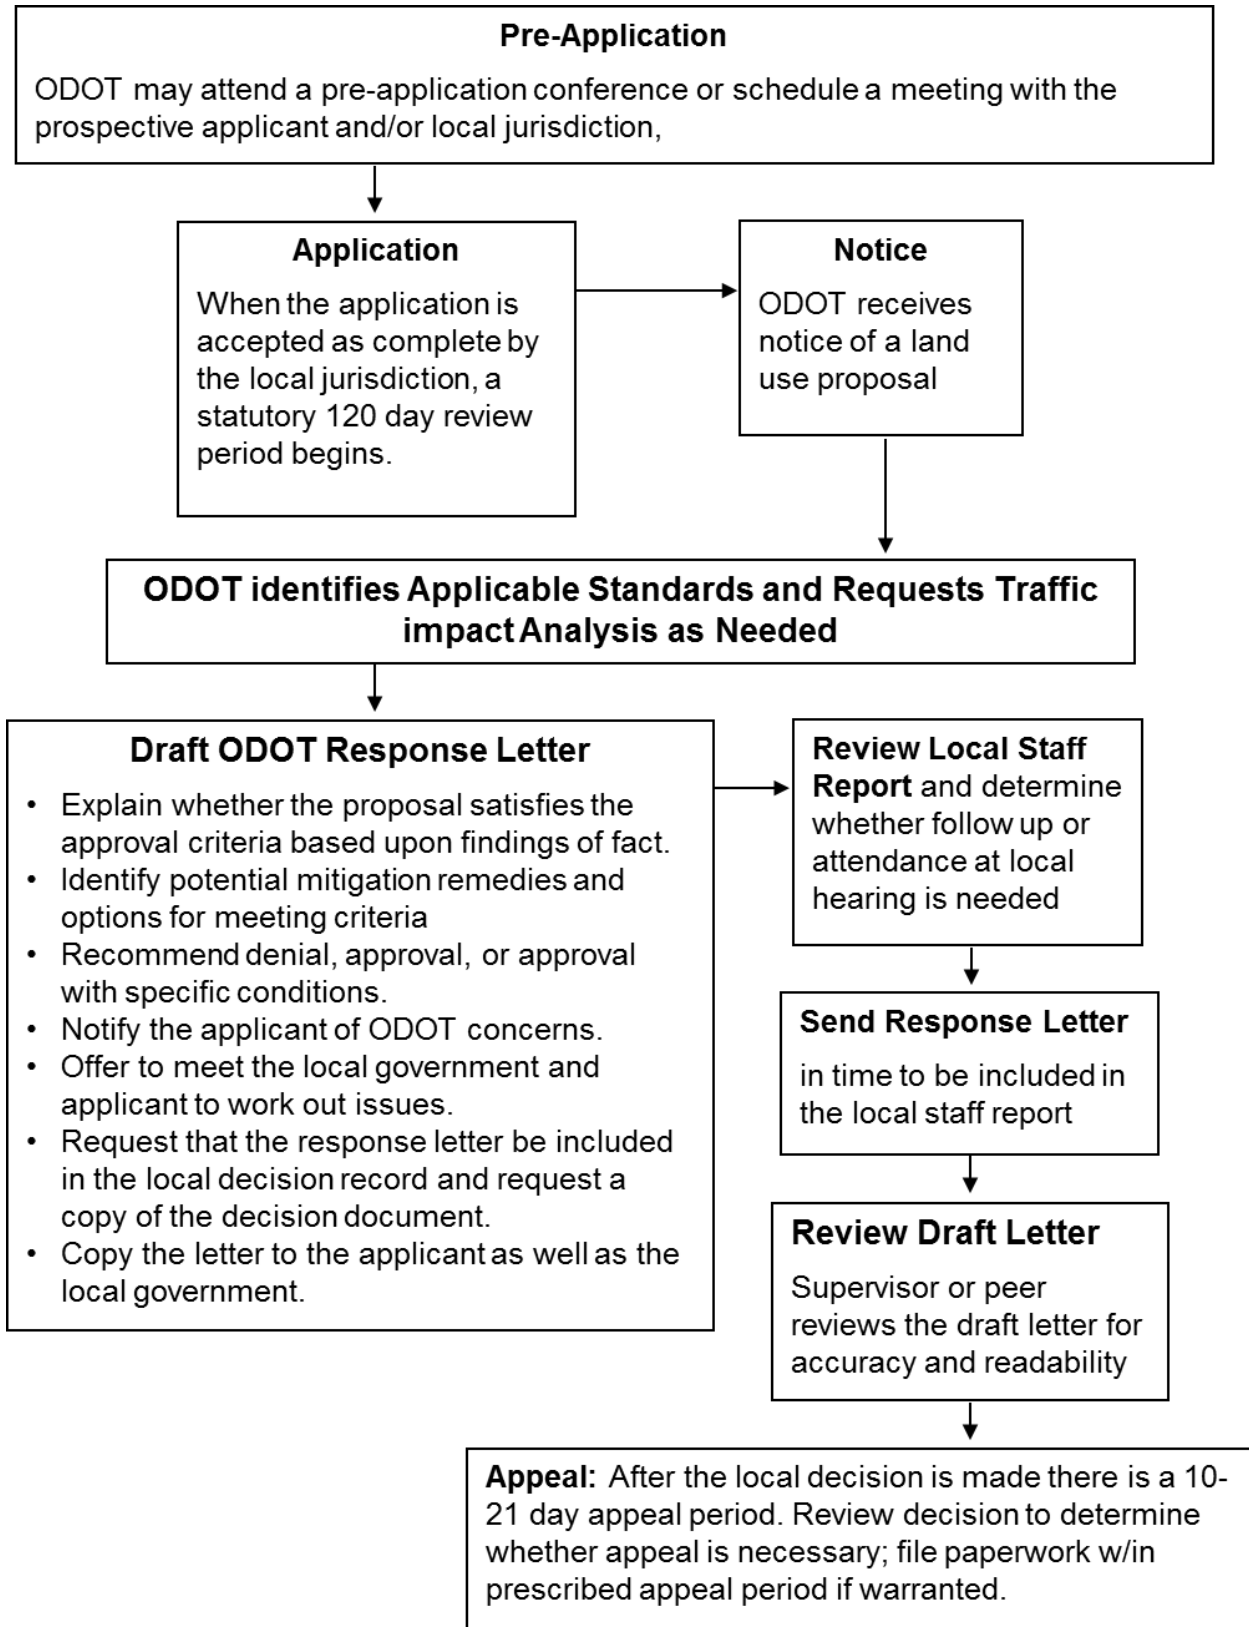 Pre-Application
ODOT may attend a pre-application conference or schedule a meeting with the
prospective applicant and/or local jurisdiction,
Application
When the application is
accepted as complete by
the local jurisdiction, a
statutory 120 day review
period begins.
Notice
ODOT receives
notice of a land
use proposal
ODOT identifies Applicable Standards and Requests Traffic
impact Analysis as Needed
Draft ODOT Response Letter
• Explain whether the proposal satisfies the
approval criteria based upon findings of fact.
• Identify potential mitigation remedies and
options for meeting criteria
• Recommend denial, approval, or approval
with specific conditions.
• Notify the applicant of ODOT concerns.
• Offer to meet the local government and
applicant to work out issues.
• Request that the response letter be included
in the local decision record and request a
copy of the decision document.
• Copy the letter to the applicant as well as the
local government.
Review Local Staff
Report and determine
whether follow up or
attendance at local
hearing is needed
Send Response Letter
in time to be included in
the local staff report
Review Draft Letter
Supervisor or peer
reviews the draft letter for
accuracy and readability
Appeal: After the local decision is made there is a 10-
21 day appeal period. Review decision to determine
whether appeal is necessary; file paperwork w/in
prescribed appeal period if warranted.